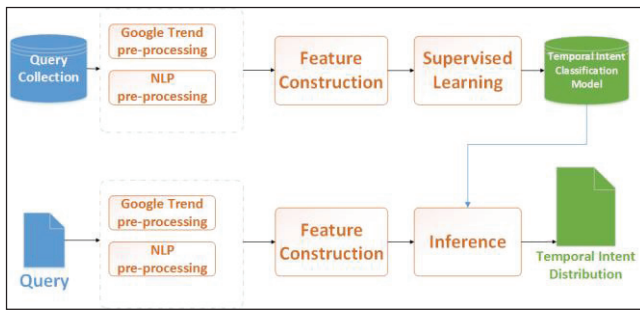 Query
Collection
Google Trend
pre-processing
NLP
pre-processing
Feature
Construction
Supervised
Learning
Temporal Intent
Classification
Model
Query
Google Trend
pre-processing
NLP
pre-processing
Feature
Construction
Inference
Temporal Intent
Distribution